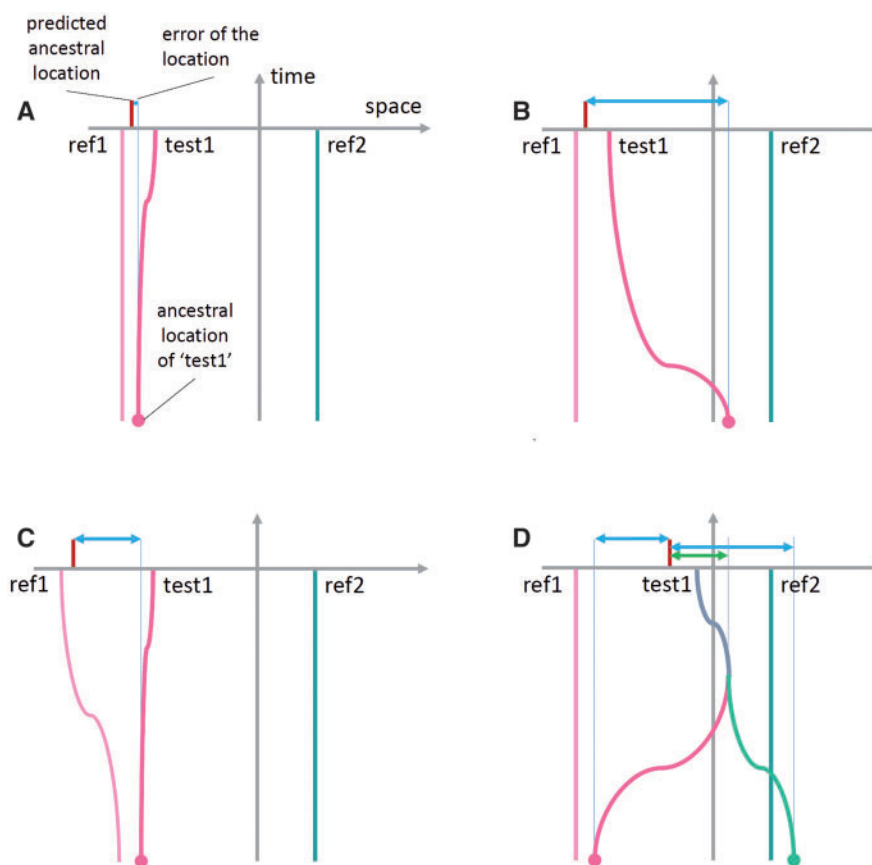 predicted
ancestral
location
error of the
location
A
time
space
ref1
test1
ref2
ancestral
location
of ‘test1’
B
ref1
test1
ref2
C
ref1
test1
ref2
D
ref1
test1
ref2